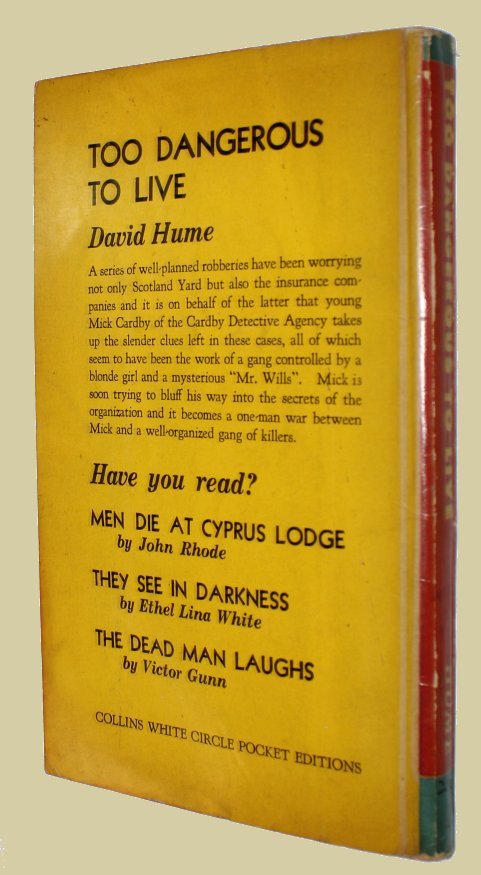 TOO DANGEROUS
TO LIVE
David Hume
A series of well-planned robberies have been worrying
not only Scotland Yard but also the insurance com-
panies and it is on behalf of the latter that young
Mick Cardby of the Cardby Detective Agency takes
up the slender clues left in these cases, all of which
seem to have been the work of a gang controlled by a
blonde girl and a mysterious “Mr. Wills”. Mick is
soon trying to bluff his way into the secrets of the
organization and it becomes a one-man war between
Mick and a well-organized gang of killers.
Have you read?
MEN DIE AT CYPRUS LODGE
by John Rhode
THEY SEE IN DARKNESS
by Ethel Lina White
THE DEAD MAN LAUGHS
by Victor Gunn
COLLINS WHITE CIRCLE POCKET EDITIONS
TOO DANGEROUS TO LIVE
HUME